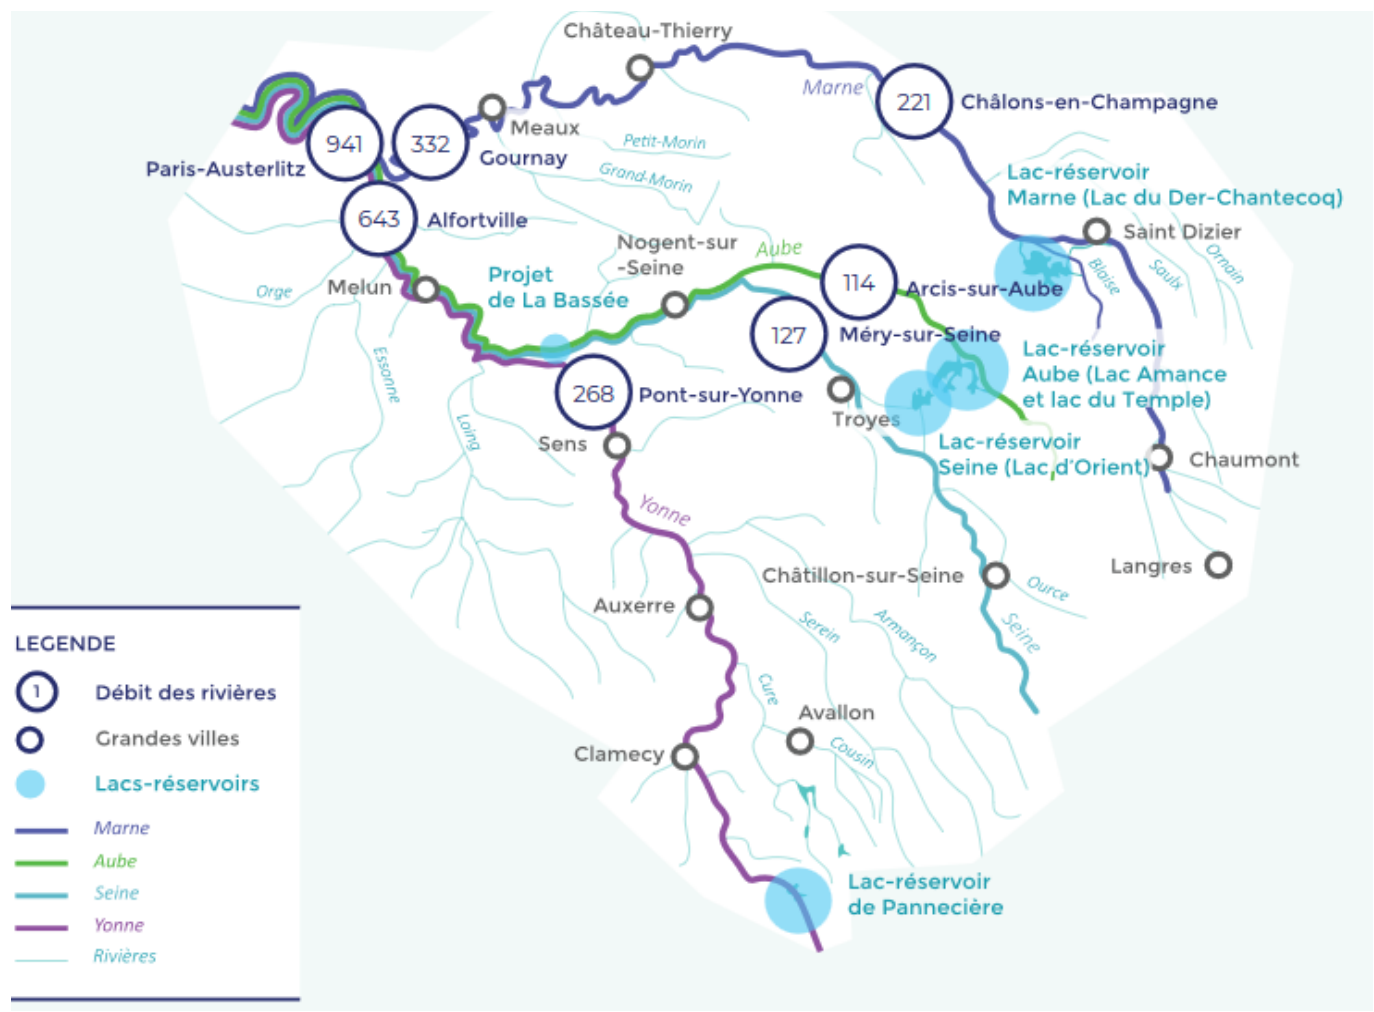 Château-Thierry
Marne
221
Châlons-en-Champagne
Meaux
941
332
Gournay
Petit-Morin
Paris-Austerlitz
Grand-Morin
Lac-réservoir
Marne (Lac du Der-Chantecoq)
643
Alfortville
Saint Dizier
Nogent-sur
-Seine
Aube
Ornain
Saulx
Blaise
Projet
de La Bassée
Orge
Melun
114
Arcis-sur-Aube
127
Méry-sur-Seine
Lac-réservoir
Aube (Lac Amance
et lac du Temple)
Essonne
268
Pont-sur-Yonne
Troyes
Loing
Sens
Lac-réservoir
Seine (Lac d'Orient)
Chaumont
Yonne
Langres
Châtillon-sur-Seine
Ource
Auxerre
Serein
Armançon
Seine
Cure
Avallon
Cousin
Clamecy
Lac-réservoir
de Pannecière
LEGENDE
1
Débit des rivières
Grandes villes
Lacs-réservoirs
Marne
Aube
Seine
Yonne
Rivières